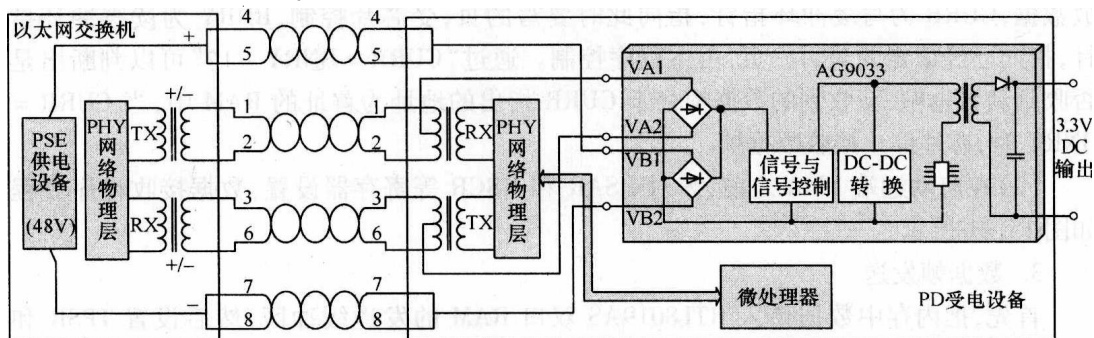 以太网交换机
+
4
5
4
5
+/−
PSE
供电
设备
(48V)
PHY
网
络
物
理
层
TX
RX
+/−
1
2
1
2
3
6
3
6
−
7
8
7
8
RX
TX
PHY
网
络
物
理
层
VA1
VA2
VB1
VB2
AG9033
信号与
信号控制
DC-DC
转 换
3.3V
DC
输出
微处理器
PD受电设备